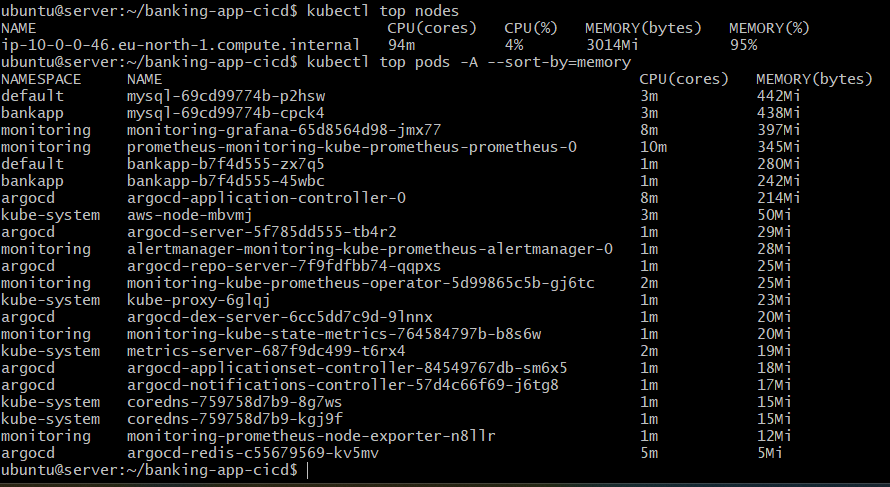 ubuntu@server:~/banking-app-cicd$ kubectl top nodes
NAME CPU(cores) CPU(%) MEMORY(bytes) MEMORY(%)
ip-10-0-0-46.eu-north-1.compute.internal 94m 4% 3014Mi 95%
ubuntu@server:~/banking-app-cicd$ kubectl top pods -A --sort-by=memory
NAMESPACE NAME CPU(cores) MEMORY(bytes)
default mysql-69cd99774b-p2hsw 3m 442Mi
bankapp mysql-69cd99774b-cpck4 3m 438Mi
monitoring monitoring-grafana-65d8564d98-jmx77 8m 397Mi
monitoring prometheus-monitoring-kube-prometheus-prometheus-0 10m 345Mi
default bankapp-b7f4d555-zx7q5 1m 280Mi
bankapp bankapp-b7f4d555-45wbc 1m 242Mi
argocd argocd-application-controller-0 8m 214Mi
kube-system aws-node-mbvmj 3m 50Mi
argocd argocd-server-5f785dd555-tb4r2 1m 29Mi
monitoring alertmanager-monitoring-kube-prometheus-alertmanager-0 1m 28Mi
argocd argocd-repo-server-7f9fdfbb74-qqpxs 1m 25Mi
monitoring monitoring-kube-prometheus-operator-5d99865c5b-gj6tc 2m 25Mi
kube-system kube-proxy-6glqj 1m 23Mi
argocd argocd-dex-server-6cc5dd7c9d-9lnnx 1m 20Mi
monitoring monitoring-kube-state-metrics-764584797b-b8s6w 1m 20Mi
kube-system metrics-server-687f9dc499-t6rx4 2m 19Mi
argocd argocd-applicationset-controller-84549767db-sm6x5 1m 18Mi
argocd argocd-notifications-controller-57d4c66f69-j6tg8 1m 17Mi
kube-system coredns-759758d7b9-8g7ws 1m 15Mi
kube-system coredns-759758d7b9-kgj9f 1m 15Mi
monitoring monitoring-prometheus-node-exporter-n8llr 1m 12Mi
argocd argocd-redis-c55679569-kv5mv 5m 5Mi
ubuntu@server:~/banking-app-cicd$